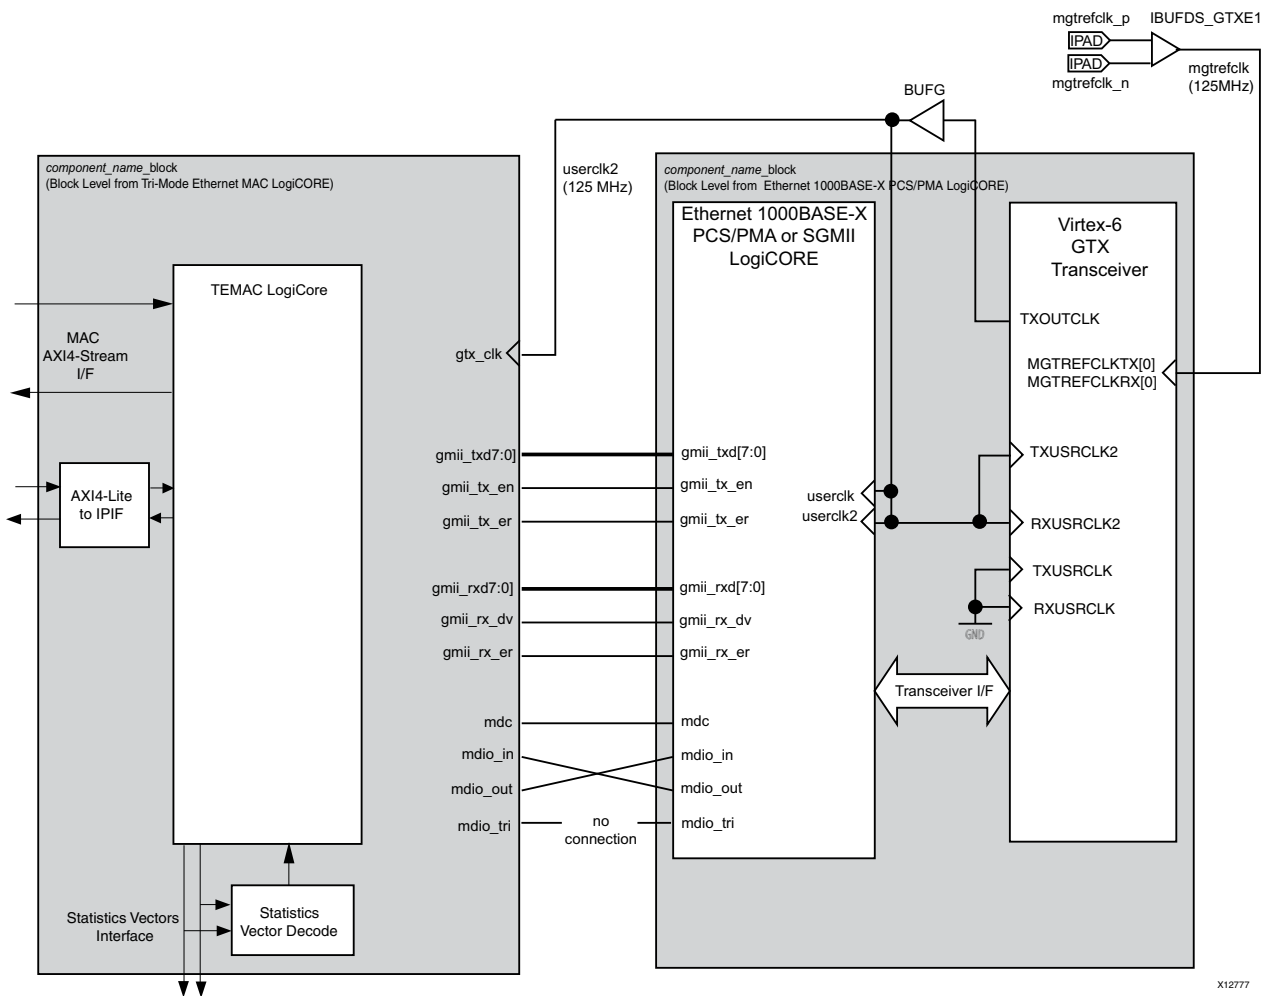 mgtrefclk_p
IBUFDS_GTXE1
IPAD
IPAD
mgtrefclk_n
mgtrefclk
(125MHz)
BUFG
component_name_block
(Block Level from Tri-Mode Ethernet MAC LogiCORE)
userclk2
(125 MHz)
component_name_block
(Block Level from Ethernet 1000BASE-X PCS/PMA LogiCORE)
Ethernet 1000BASE-X
PCS/PMA or SGMII
LogiCORE
Virtex-6
GTX
Transceiver
TEMAC LogiCore
MAC
AXI4-Stream
I/F
AXI4-Lite
to IPIF
gtx_clk
gmii_txd7:0]
gmii_tx_en
gmii_tx_er
gmii_rxd7:0]
gmii_rx_dv
gmii_rx_er
mdc
mdio_in
mdio_out
mdio_tri
no
connection
gmii_txd[7:0]
gmii_tx_en
gmii_tx_er
gmii_rxd[7:0]
gmii_rx_dv
gmii_rx_er
mdc
mdio_in
mdio_out
mdio_tri
userclk
userclk2
TXOUTCLK
MGTREFCLKTX[0]
MGTREFCLKRX[0]
TXUSRCLK2
RXUSRCLK2
TXUSRCLK
RXUSRCLK
GND
Transceiver I/F
Statistics Vectors
Interface
Statistics
Vector Decode
X12777